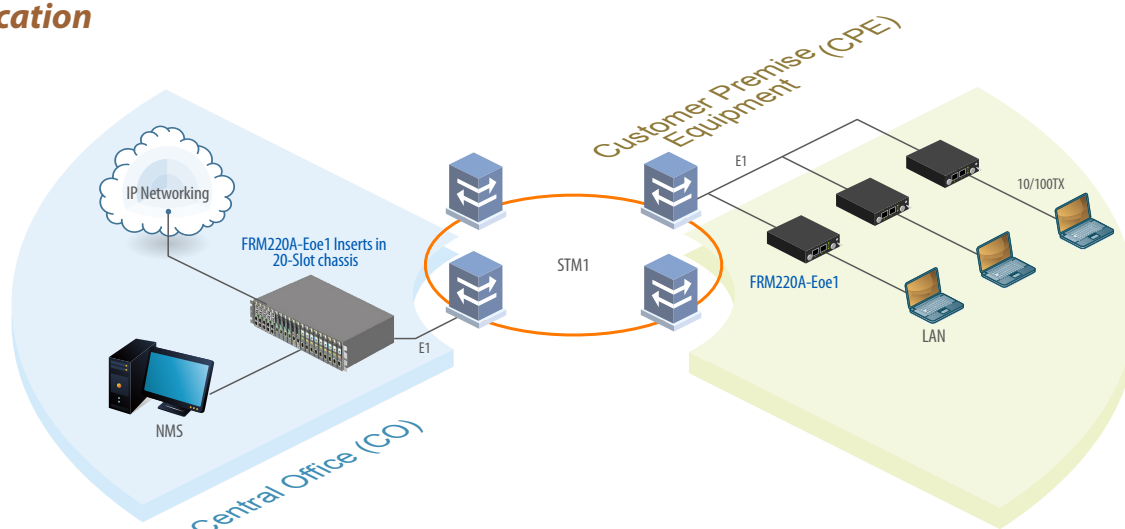 cation
Customer Premise (CPE)
Equipment
IP Networking
E1
10/100TX
FRM220A-Eoe1 Inserts in
20-Slot chassis
STM1
FRM220A-Eoe1
LAN
E1
NMS
Central Office (CO)